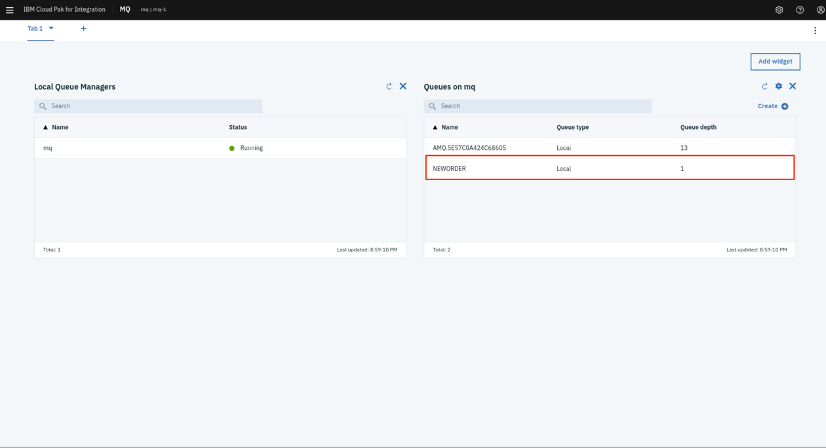 IBM Cloud Pak for Integration MQ mq | mq-1
Tab 1
Add widget
Local Queue Managers
Search
Name Status
mq Running
Total: 1 Last updated: 8:59:10 PM
Queues on mq
Search Create
Name Queue type Queue depth
AMQ.5E57C0A424C68605 Local 13
NEWORDER Local 1
Total: 2 Last updated: 8:59:10 PM